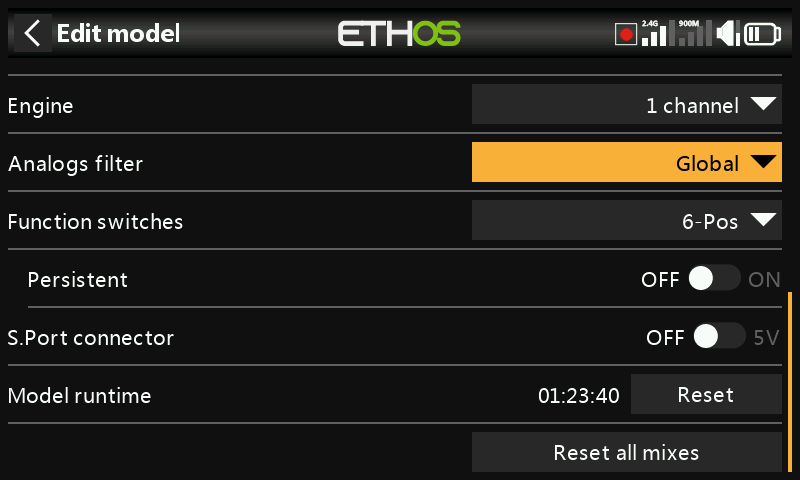 Edit model ETHOS 2.4G 900M
Engine 1 channel
Analogs filter Global
Function switches 6-Pos
Persistent OFF ON
S.Port connector OFF 5V
Model runtime 01:23:40 Reset
Reset all mixes